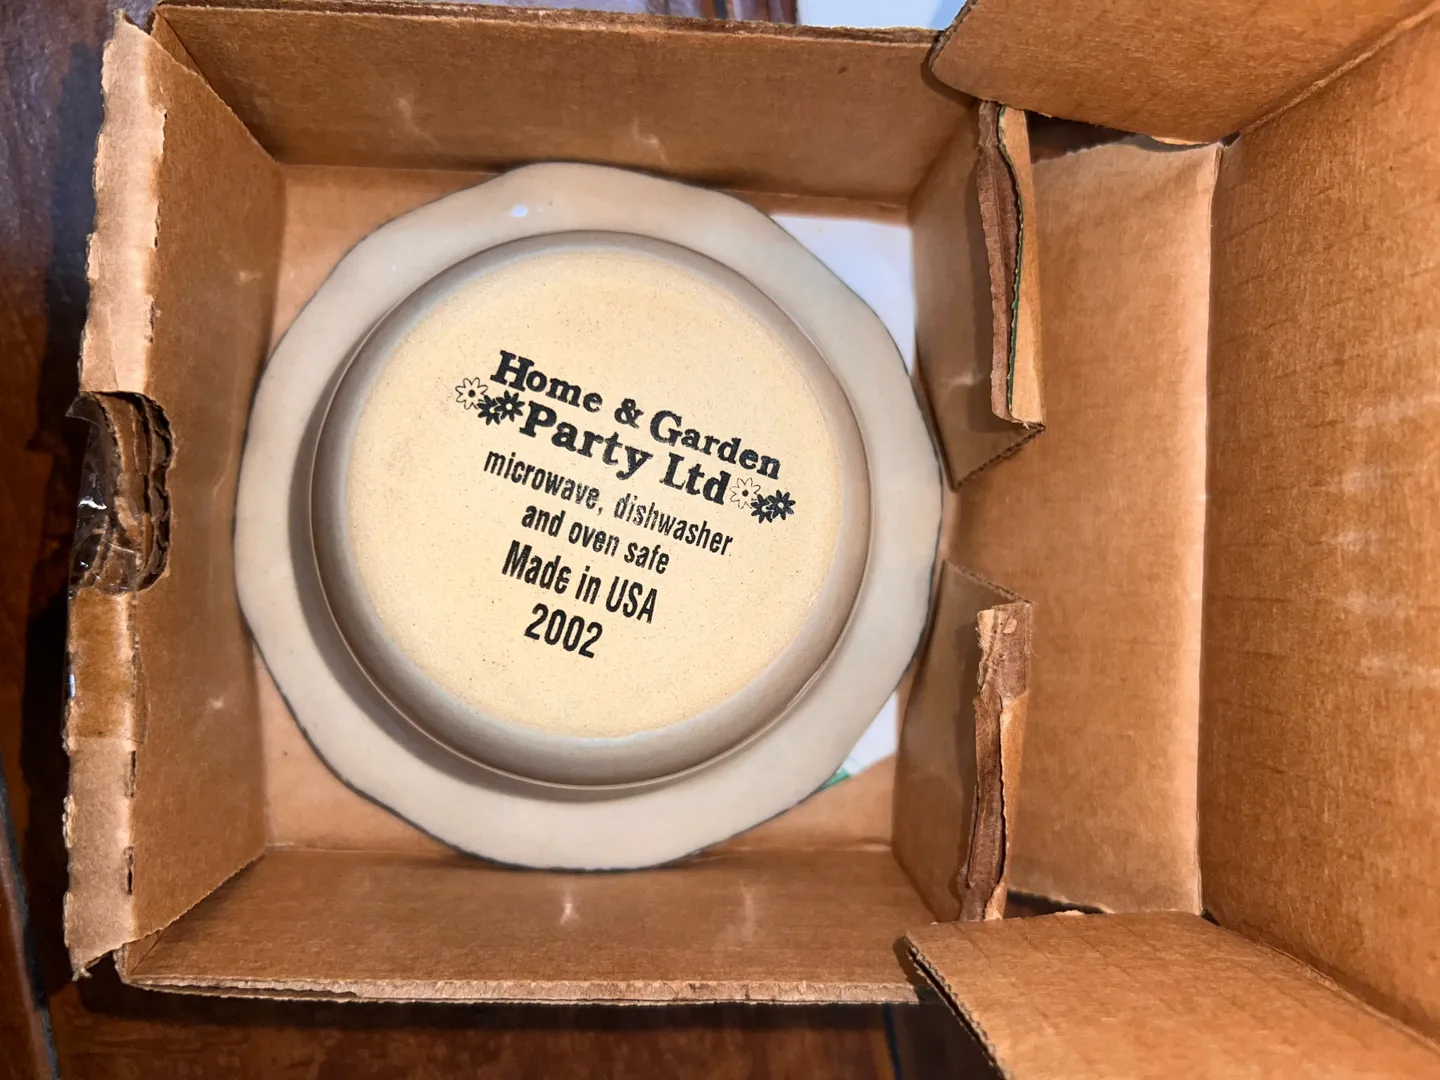 Home & Garden
Party Ltd
microwave, dishwasher
and oven safe
Made in USA
2002